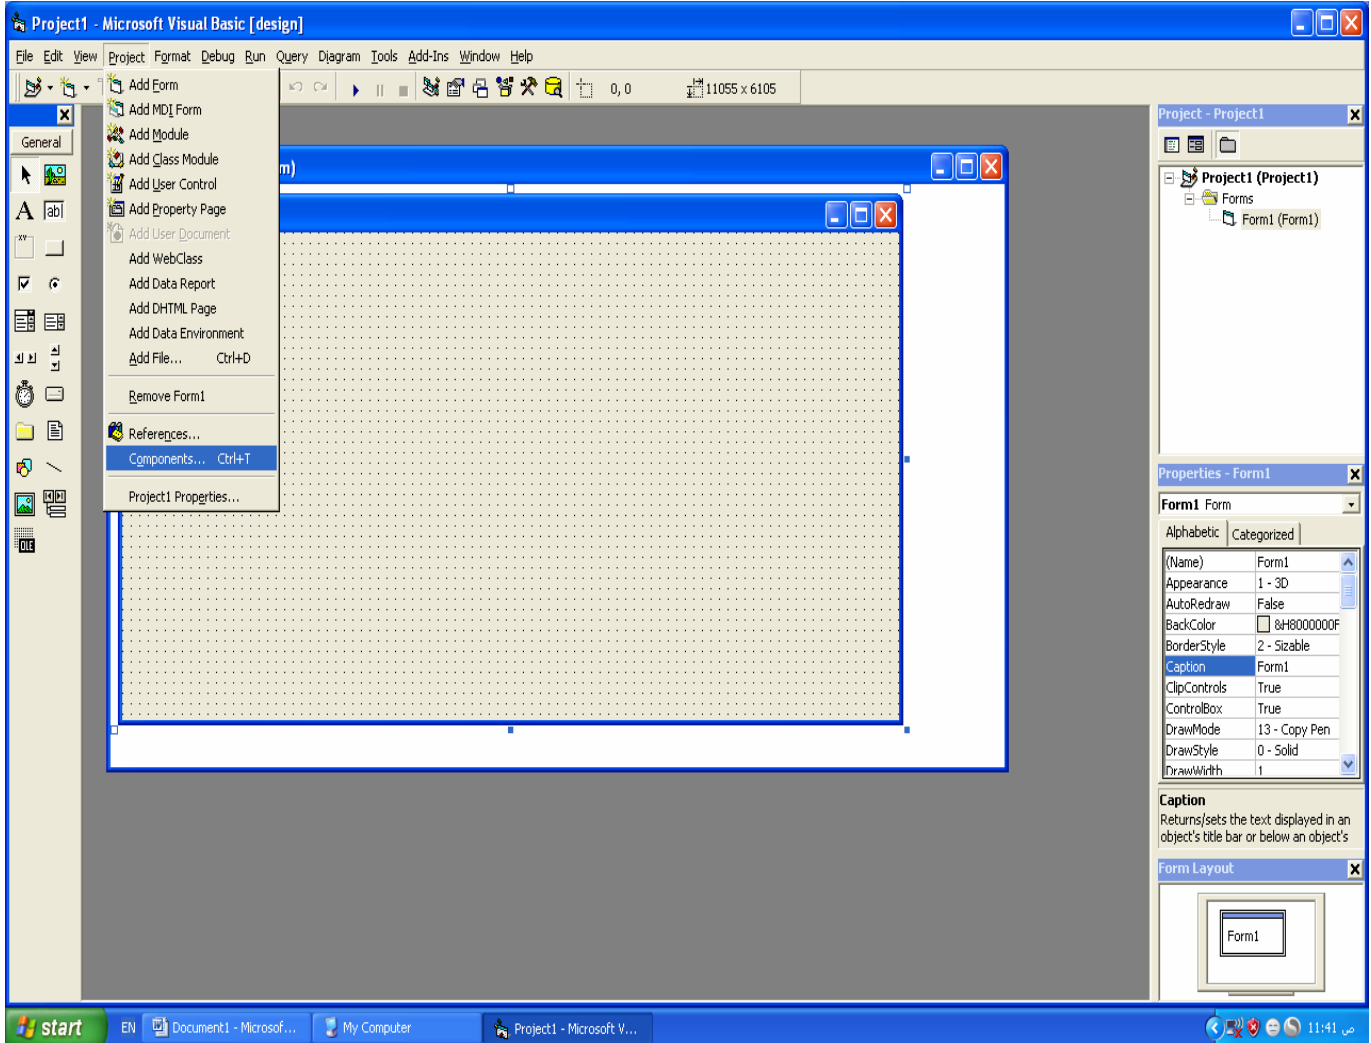 Project1 - Microsoft Visual Basic [design]
File Edit View Project Format Debug Run Query Diagram Tools Add-Ins Window Help
0, 0 11055 x 6105
General
A ab|
XY
OLE
Add Form
Add MDI Form
Add Module
Add Class Module
Add User Control
Add Property Page
Add User Document
Add WebClass
Add Data Report
Add DHTML Page
Add Data Environment
Add File... Ctrl+D
Remove Form1
References...
Components... Ctrl+T
Project1 Properties...
m)
Project - Project1
Project1 (Project1)
Forms
Form1 (Form1)
Properties - Form1
Form1 Form
Alphabetic Categorized
(Name) Form1
Appearance 1 - 3D
AutoRedraw False
BackColor &H8000000F
BorderStyle 2 - Sizable
Caption Form1
ClipControls True
ControlBox True
DrawMode 13 - Copy Pen
DrawStyle 0 - Solid
DrawWidth 1
Caption
Returns/sets the text displayed in an
object's title bar or below an object's
Form Layout
Form1
start EN Document1 - Microsof... My Computer Project1 - Microsoft V... 11:41 ص